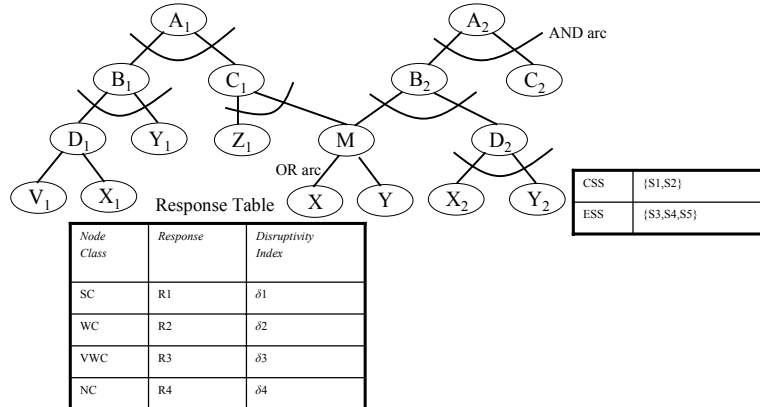 A1 A2
AND arc
B1 C1 B2 C2
D1 Y1 Z1 M D2
OR arc
V1 X1 X Y X2 Y2
CSS {S1,S2}
ESS {S3,S4,S5}
Response Table
Node Class Response Disruptivity Index
SC R1 δ1
WC R2 δ2
VWC R3 δ3
NC R4 δ4